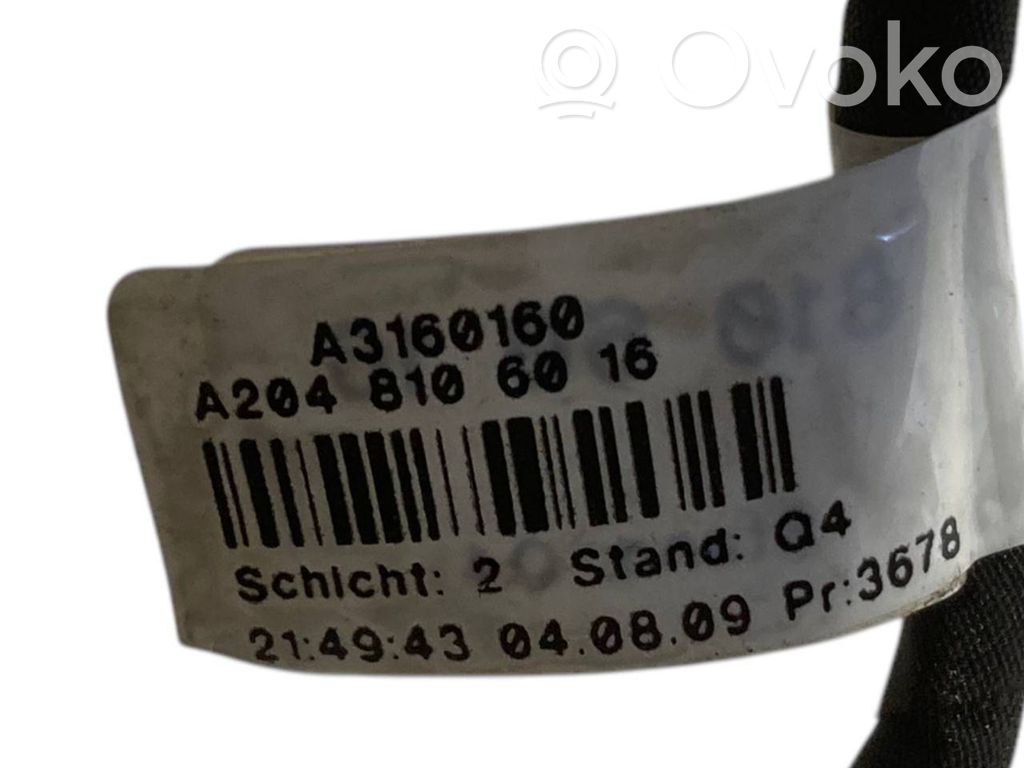 Ovoko
A3160160
A204 810 60 16
Schicht: 2 Stand: Q4
21:49:43 04.08.09 Pr:3678